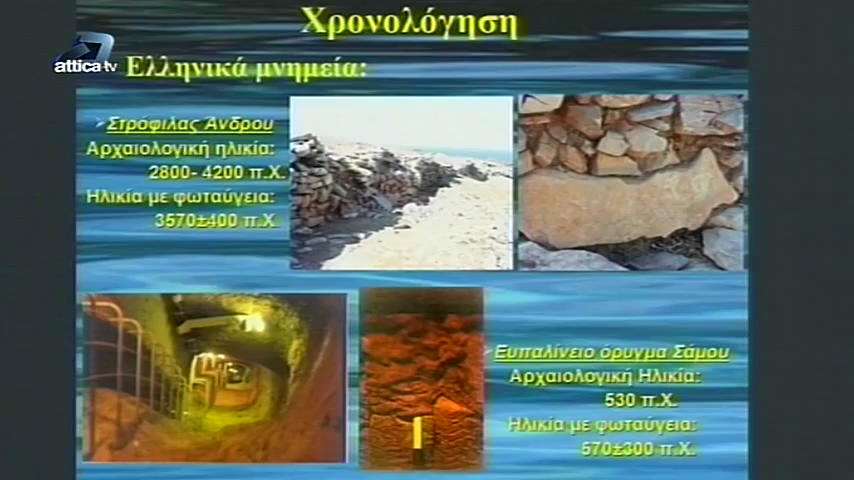 Χρονολόγηση
attica tv
Ελληνικά μνημεία:
Στρόφιλας Άνδρου
Αρχαιολογική ηλικία:
2800- 4200 π.Χ.
Ηλικία με φωταύγεια:
3570±400 π.Χ.
Ευπαλίνειο όρυγμα Σάμου
Αρχαιολογική Ηλικία:
530 π.Χ.
Ηλικία με φωταύγεια:
570±300 π.Χ.